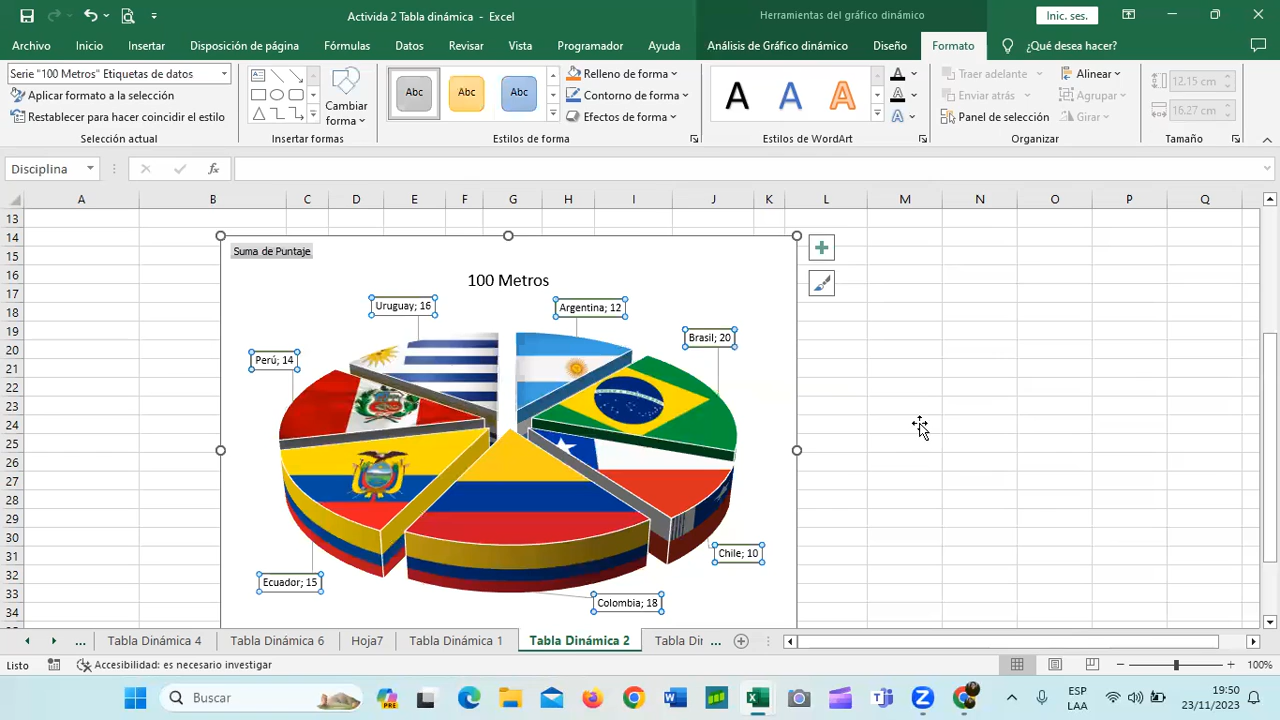 Activida 2 Tabla dinámica - Excel
Herramientas del gráfico dinámico
Inic. ses.
Archivo Inicio Insertar Disposición de página Fórmulas Datos Revisar Vista Programador Ayuda Análisis de Gráfico dinámico Diseño Formato ¿Qué desea hacer?
Serie "100 Metros" Etiquetas de datos
Aplicar formato a la selección
Restablecer para hacer coincidir el estilo
Selección actual
Cambiar
forma
Insertar formas
Abc Abc Abc
Relleno de forma
Contorno de forma
Efectos de forma
Estilos de forma
A A A
Estilos de WordArt
Traer adelante
Enviar atrás
Panel de selección
Alinear
Agrupar
Girar
Organizar
12.15 cm
16.27 cm
Tamaño
Disciplina
fx
A B C D E F G H I J K L M N O P Q
13
14
15
16
17
18
19
20
21
22
23
24
25
26
27
28
29
30
31
32
33
34
Suma de Puntaje
100 Metros
Uruguay; 16
Argentina; 12
Brasil; 20
Perú; 14
Chile; 10
Ecuador; 15
Colombia; 18
... Tabla Dinámica 4 Tabla Dinámica 6 Hoja7 Tabla Dinámica 1 Tabla Dinámica 2 Tabla Dir ...
Listo
Accesibilidad: es necesario investigar
100%
Buscar
PRE
ESP
LAA
19:50
23/11/2023